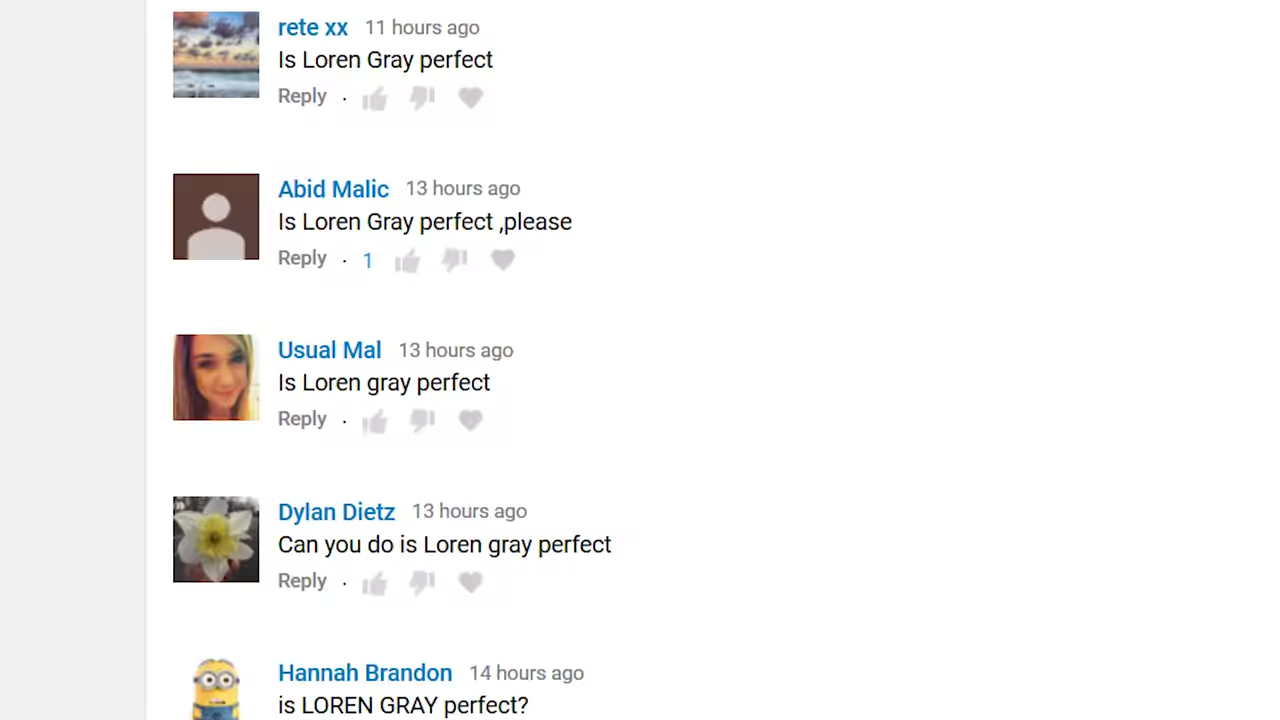 rete xx 11 hours ago
Is Loren Gray perfect
Reply ·
Abid Malic 13 hours ago
Is Loren Gray perfect ,please
Reply · 1
Usual Mal 13 hours ago
Is Loren gray perfect
Reply ·
Dylan Dietz 13 hours ago
Can you do is Loren gray perfect
Reply ·
Hannah Brandon 14 hours ago
is LOREN GRAY perfect?